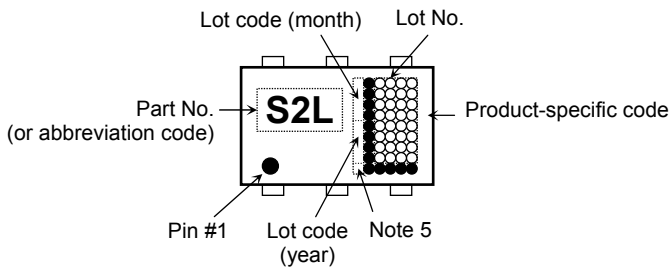 Lot code (month)
Lot No.
Part No.
(or abbreviation code)
S2L
Product-specific code
Pin #1
Lot code
(year)
Note 5